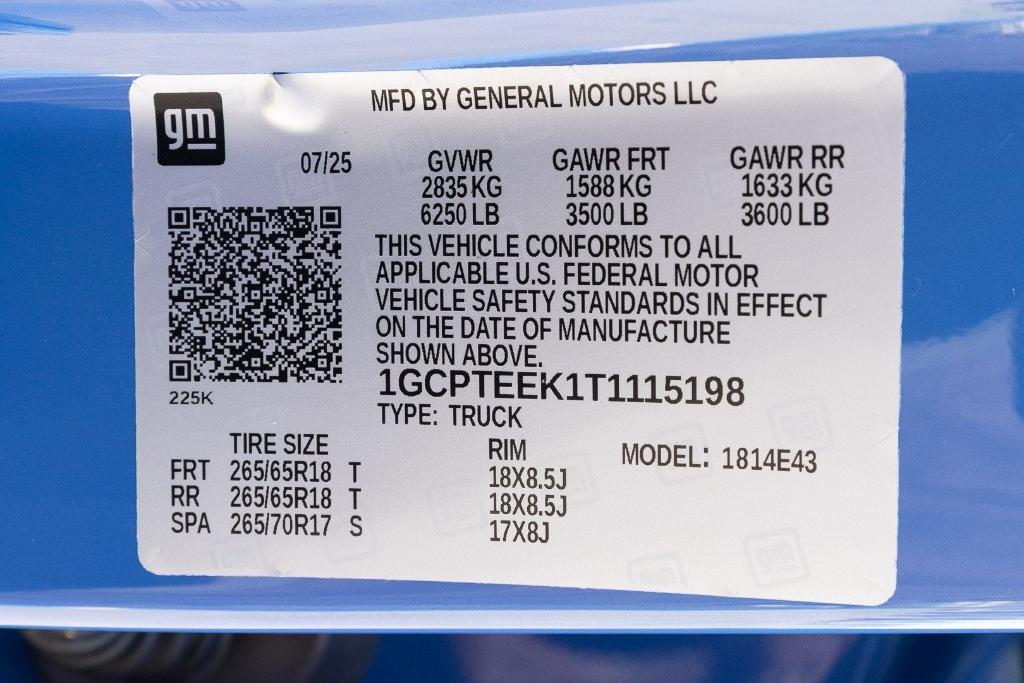 gm
MFD BY GENERAL MOTORS LLC
07/25 GVWR GAWR FRT GAWR RR
2835 KG 1588 KG 1633 KG
6250 LB 3500 LB 3600 LB
THIS VEHICLE CONFORMS TO ALL
APPLICABLE U.S. FEDERAL MOTOR
VEHICLE SAFETY STANDARDS IN EFFECT
ON THE DATE OF MANUFACTURE
SHOWN ABOVE.
1GCPTEEK1T1115198
225K
TYPE: TRUCK
TIRE SIZE RIM MODEL: 1814E43
FRT 265/65R18 T 18X8.5J
RR 265/65R18 T 18X8.5J
SPA 265/70R17 S 17X8J